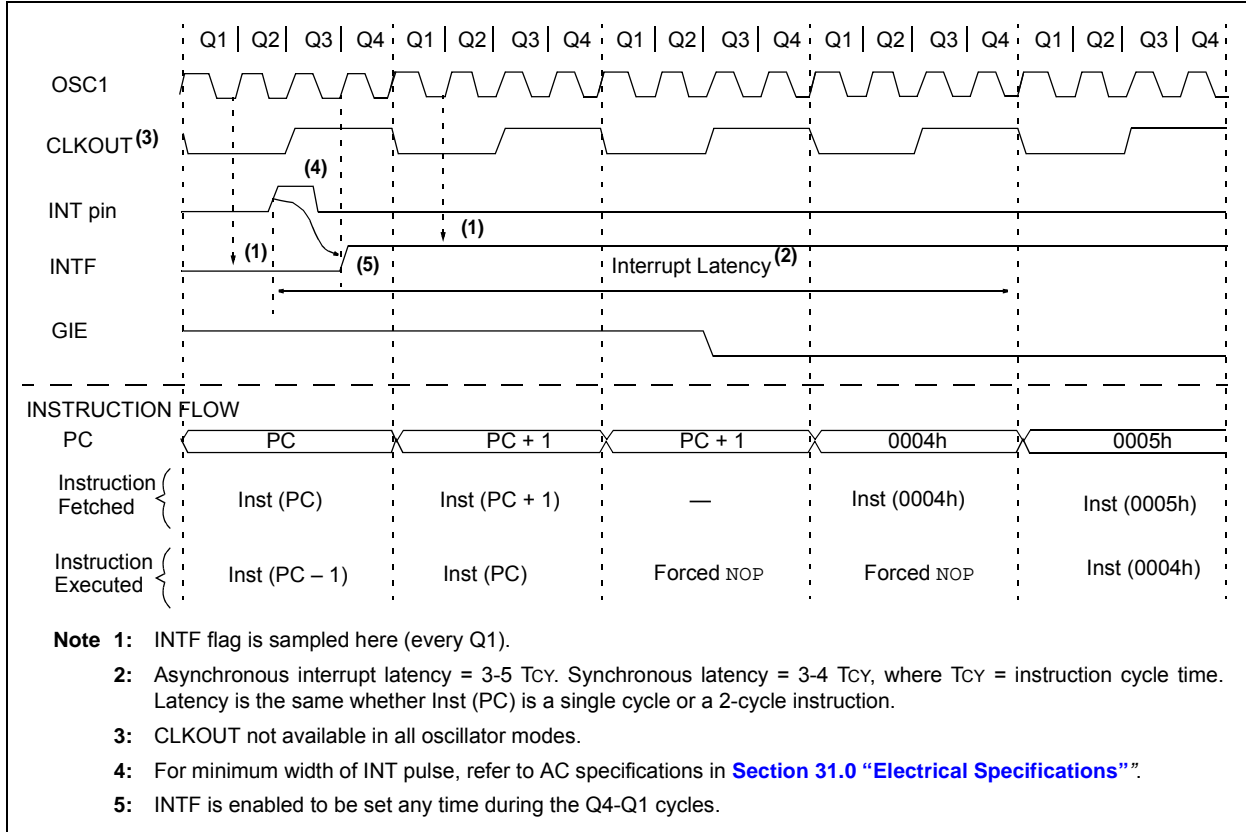 Q1 Q2 Q3 Q4 Q1 Q2 Q3 Q4 Q1 Q2 Q3 Q4 Q1 Q2 Q3 Q4 Q1 Q2 Q3 Q4
OSC1
CLKOUT (3)
(4)
INT pin
(1)
(1)
INTF
(5)
Interrupt Latency (2)
GIE
INSTRUCTION FLOW
PC
PC
PC + 1
PC + 1
0004h
0005h
Instruction
Fetched
Inst (PC)
Inst (PC + 1)
—
Inst (0004h)
Inst (0005h)
Instruction
Executed
Inst (PC – 1)
Inst (PC)
Forced NOP
Forced NOP
Inst (0004h)
Note 1: INTF flag is sampled here (every Q1).
2: Asynchronous interrupt latency = 3-5 TCY. Synchronous latency = 3-4 TCY, where TCY = instruction cycle time.
Latency is the same whether Inst (PC) is a single cycle or a 2-cycle instruction.
3: CLKOUT not available in all oscillator modes.
4: For minimum width of INT pulse, refer to AC specifications in Section 31.0 “Electrical Specifications””.
5: INTF is enabled to be set any time during the Q4-Q1 cycles.